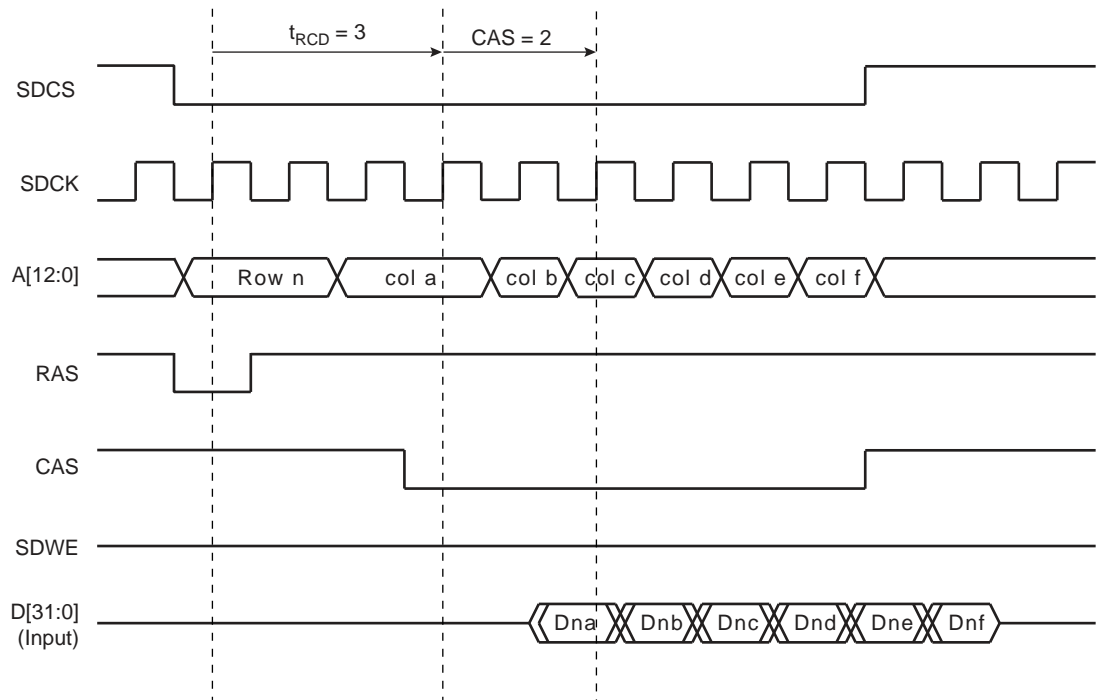 tRCD = 3
CAS = 2
SDCS
SDCK
A[12:0]
Row n
col a
col b
col c
col d
col e
col f
RAS
CAS
SDWE
D[31:0]
(Input)
Dna
Dnb
Dnc
Dnd
Dne
Dnf